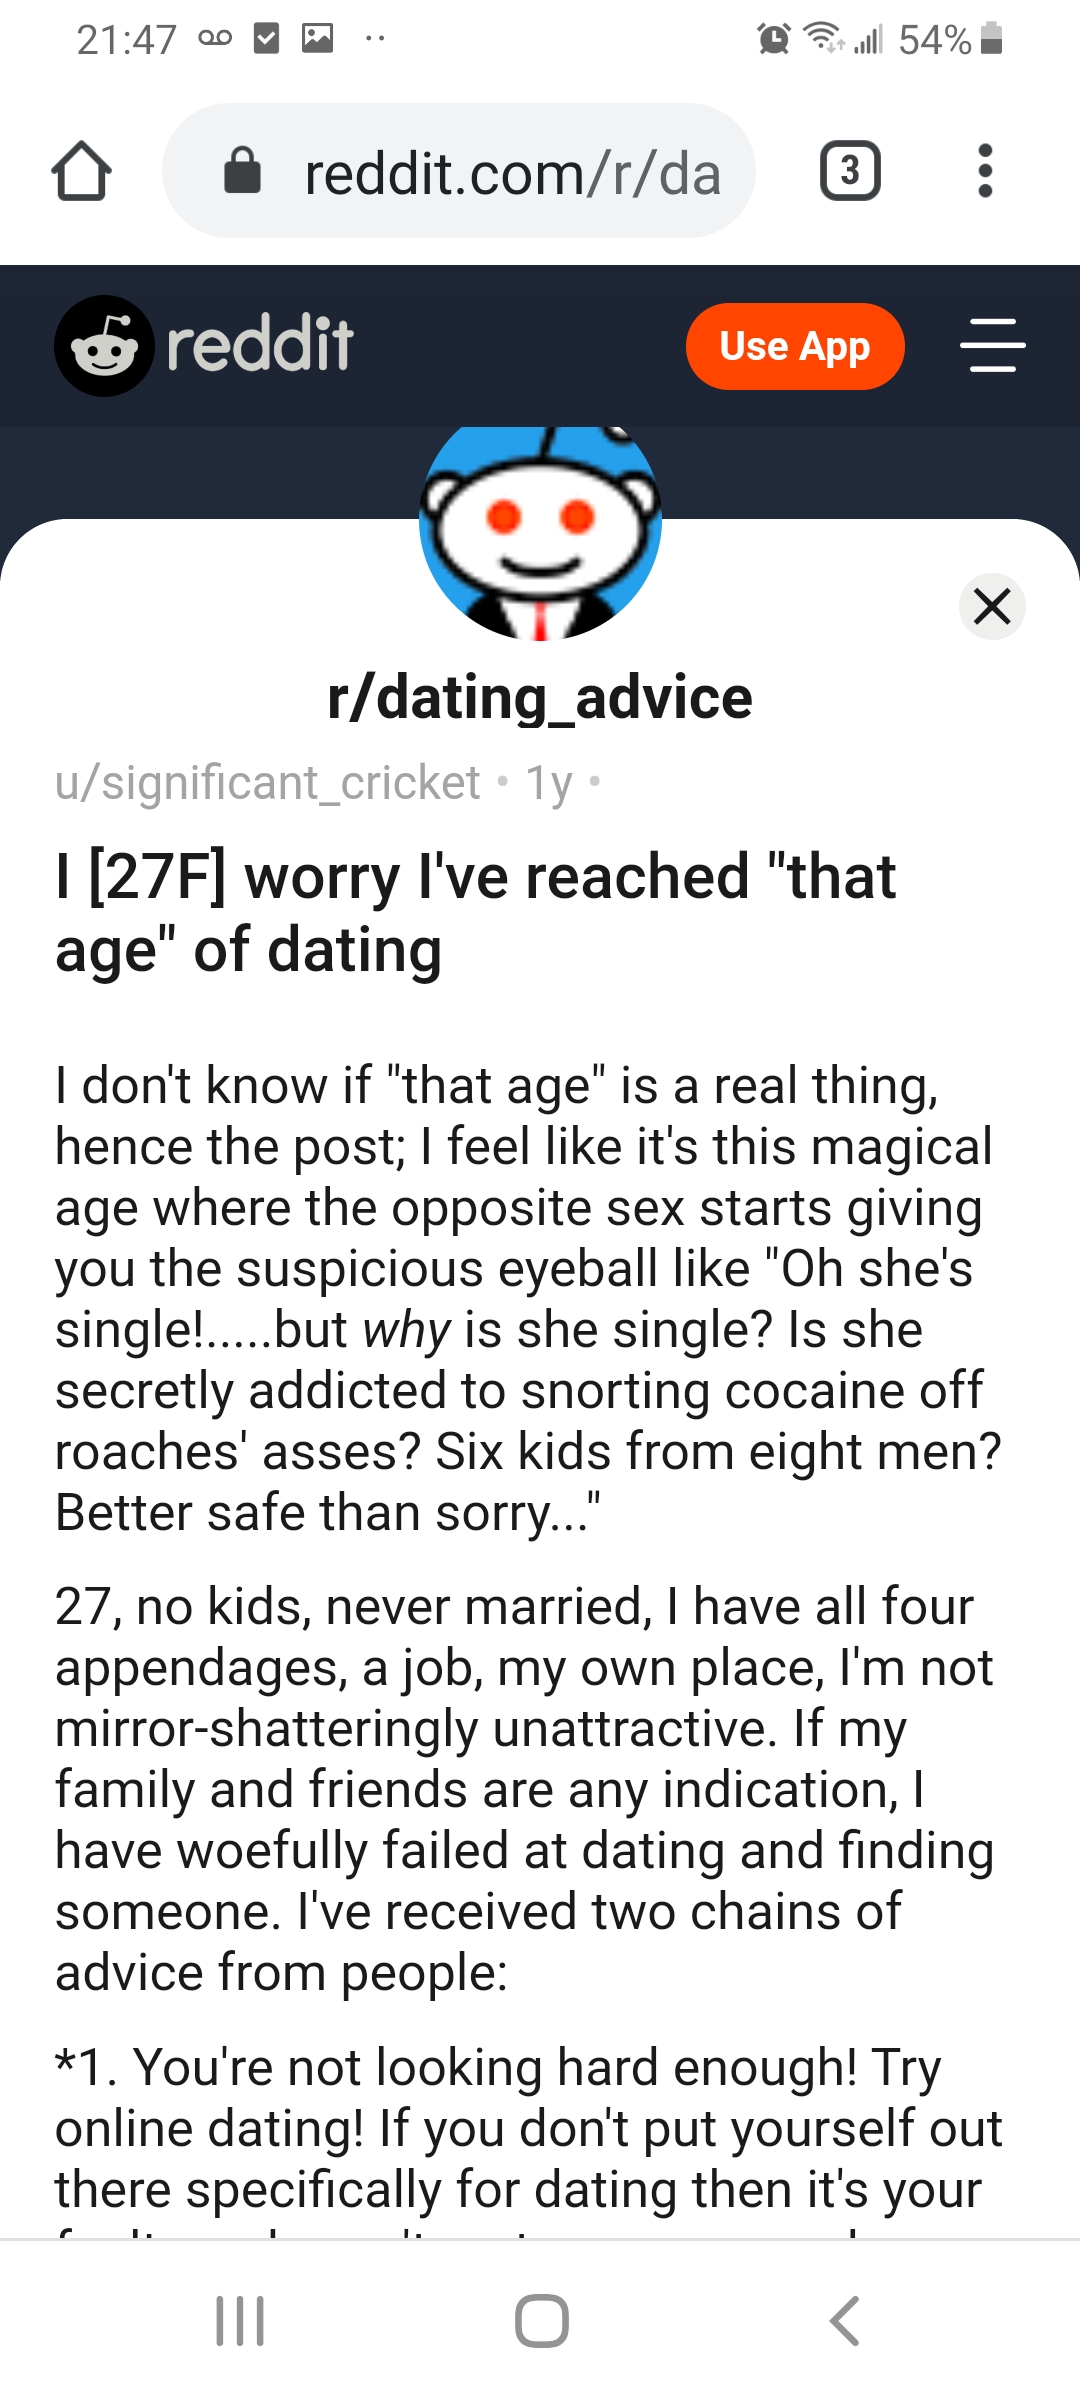 21:47
54%
reddit.com/r/da
3
reddit
Use App
r/dating_advice
u/significant_cricket • 1y •
I [27F] worry I've reached "that
age" of dating
I don't know if "that age" is a real thing,
hence the post; I feel like it's this magical
age where the opposite sex starts giving
you the suspicious eyeball like "Oh she's
single!.....but why is she single? Is she
secretly addicted to snorting cocaine off
roaches' asses? Six kids from eight men?
Better safe than sorry..."
27, no kids, never married, I have all four
appendages, a job, my own place, I'm not
mirror-shatteringly unattractive. If my
family and friends are any indication, I
have woefully failed at dating and finding
someone. I've received two chains of
advice from people:
*1. You're not looking hard enough! Try
online dating! If you don't put yourself out
there specifically for dating then it's your